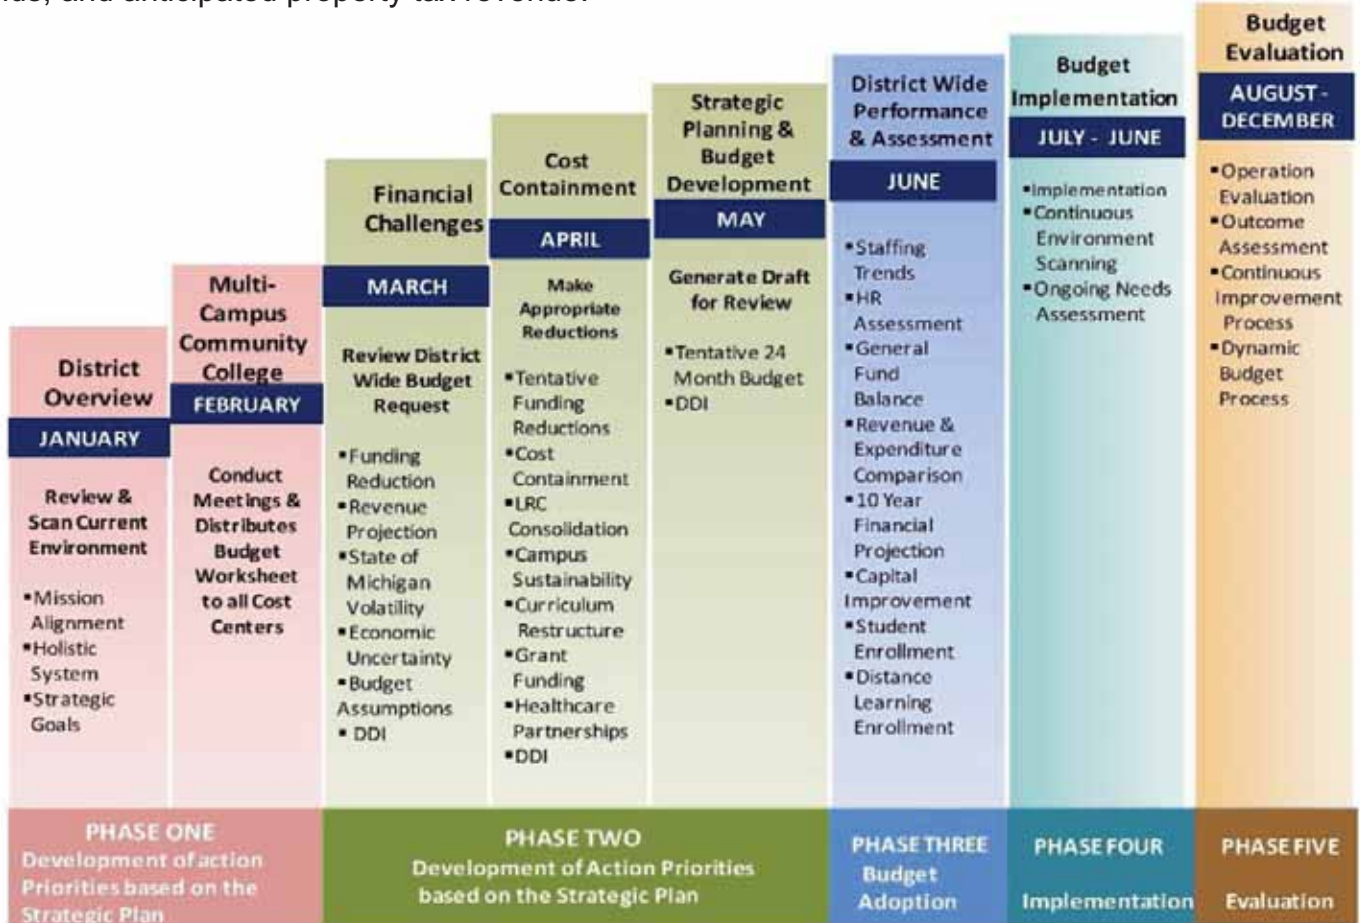 and anticipated property tax revenue.
District
Overview
JANUARY
Review &
Scan Current
Environment
▪Mission
Alignment
▪Holistic
System
▪Strategic
Goals
Multi-
Campus
Community
College
FEBRUARY
Conduct
Meetings &
Distributes
Budget
Worksheet
to all Cost
Centers
Financial
Challenges
MARCH
Review District
Wide Budget
Request
▪Funding
Reduction
▪Revenue
Projection
▪State of
Michigan
Volatility
▪Economic
Uncertainty
▪Budget
Assumptions
▪ DDI
Cost
Containment
APRIL
Make
Appropriate
Reductions
▪Tentative
Funding
Reductions
▪Cost
Containment
▪LRC
Consolidation
▪Campus
Sustainability
▪Curriculum
Restructure
▪Grant
Funding
▪Healthcare
Partnerships
▪DDI
Strategic
Planning &
Budget
Development
MAY
Generate Draft
for Review
▪Tentative 24
Month Budget
▪DDI
District Wide
Performance
& Assessment
JUNE
▪Staffing
Trends
▪HR
Assessment
▪General
Fund
Balance
▪Revenue &
Expenditure
Comparison
▪10 Year
Financial
Projection
▪Capital
Improvement
▪Student
Enrollment
▪Distance
Learning
Enrollment
Budget
Implementation
JULY - JUNE
▪Implementation
▪Continuous
Environment
Scanning
▪Ongoing Needs
Assessment
Budget
Evaluation
AUGUST -
DECEMBER
▪Operation
Evaluation
▪Outcome
Assessment
▪Continuous
Improvement
Process
▪Dynamic
Budget
Process
PHASE ONE
Development of action
Priorities based on the
Strategic Plan
PHASE TWO
Development of Action Priorities
based on the Strategic Plan
PHASE THREE
Budget
Adoption
PHASE FOUR
Implementation
PHASE FIVE
Evaluation